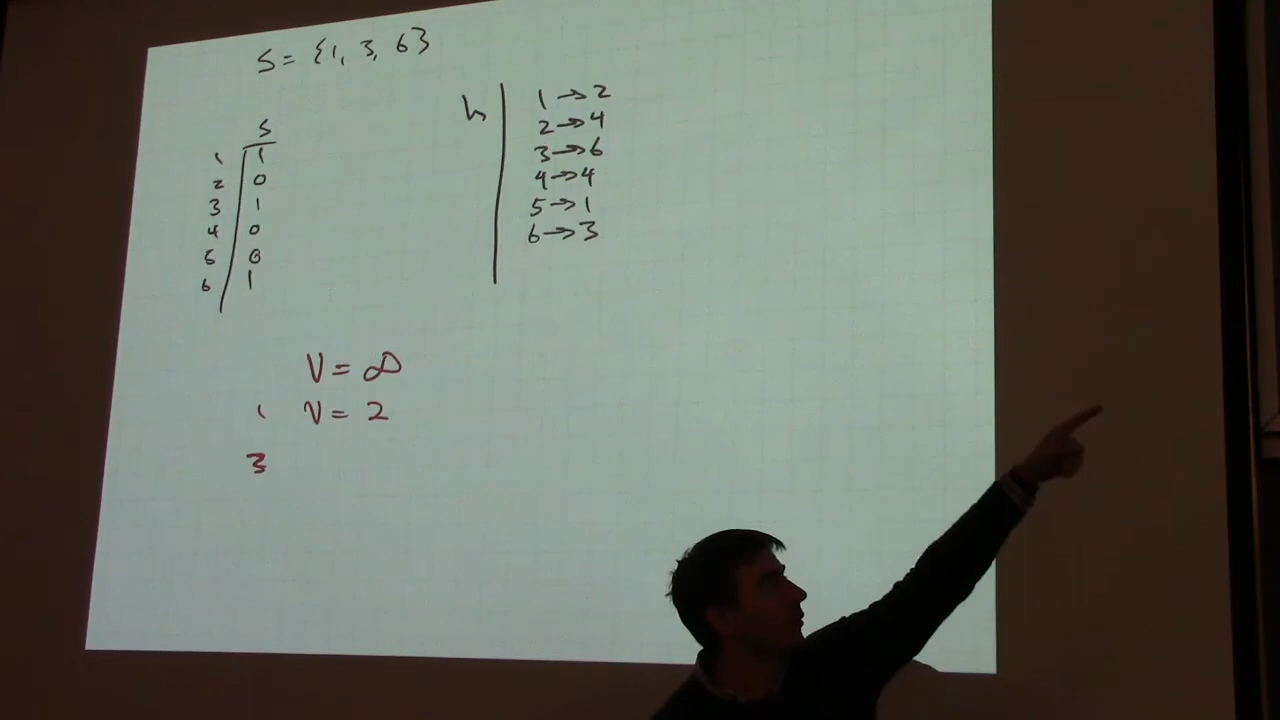 S = {1, 3, 6}
S
1 1
2 0
3 1
4 0
5 0
6 1
h
1 → 2
2 → 4
3 → 6
4 → 4
5 → 1
6 → 3
V = ∞
1 V = 2
3